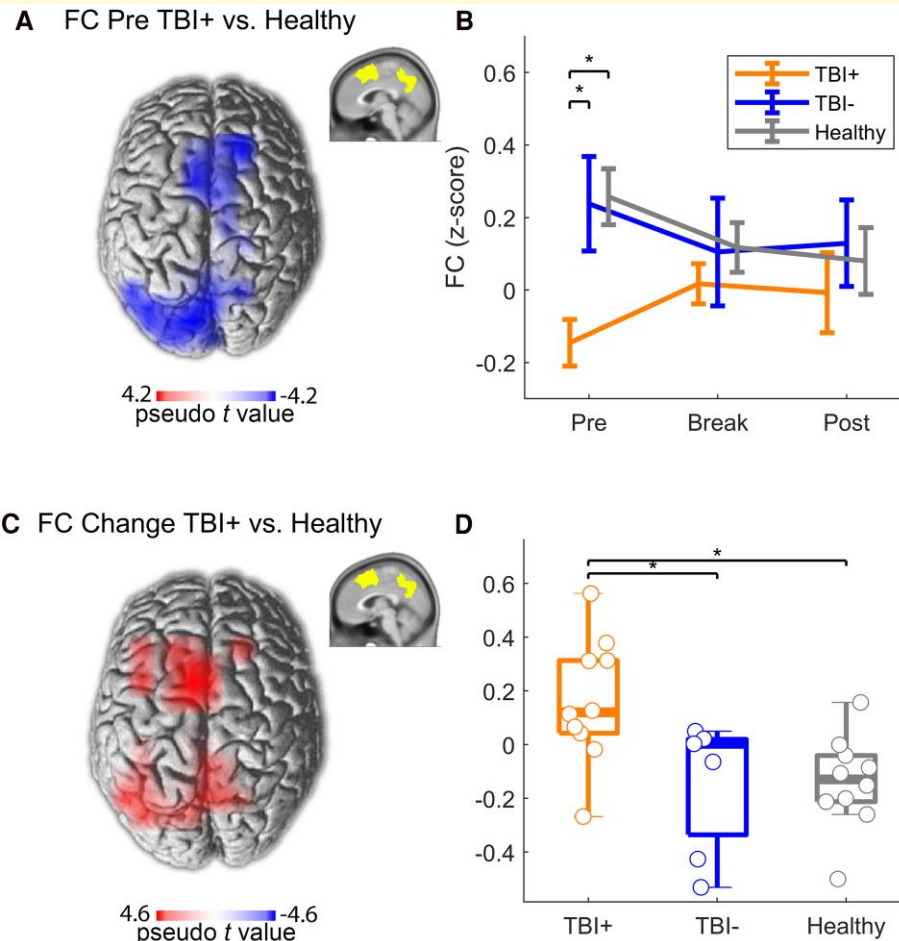 A FC Pre TBI+ vs. Healthy
4.2 -4.2
pseudo t value
B
FC (z-score)
0.6
0.4
0.2
0
-0.2
* 
*
TBI+
TBI-
Healthy
Pre Break Post
C FC Change TBI+ vs. Healthy
4.6 -4.6
pseudo t value
D
0.6
0.4
0.2
0
-0.2
-0.4
*
*
TBI+ TBI- Healthy